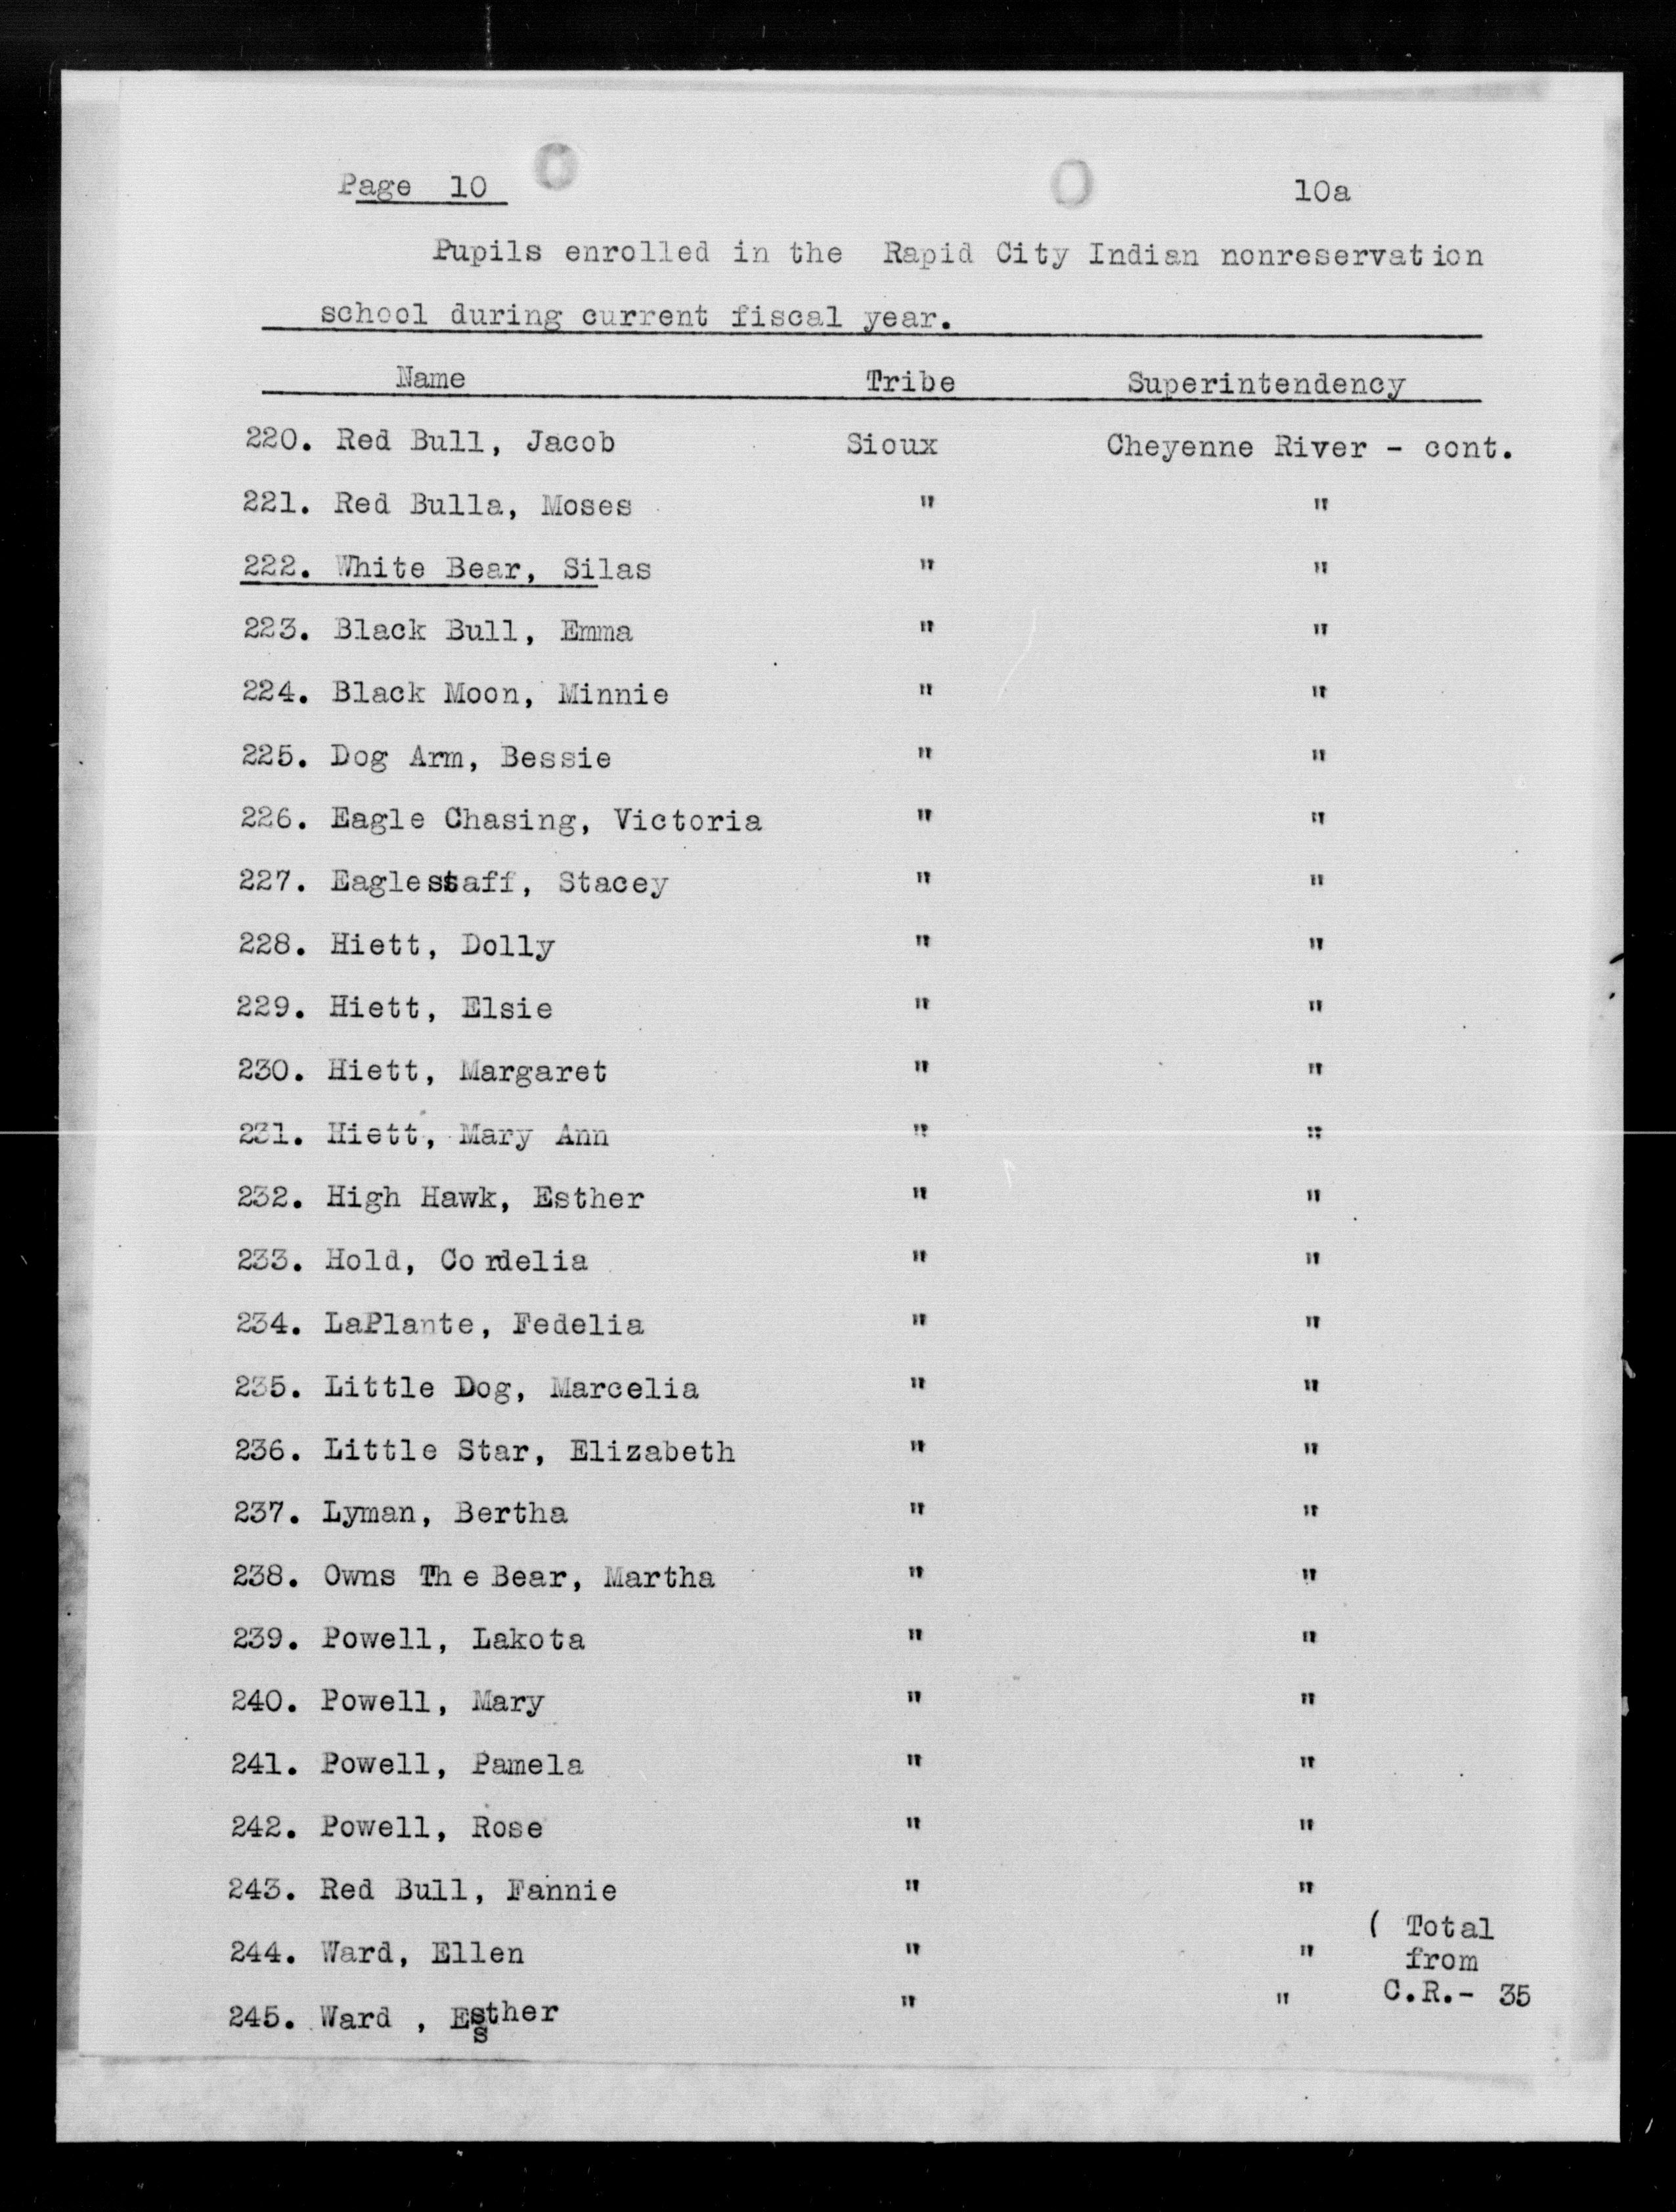 Page 10 10a
Pupils enrolled in the Rapid City Indian nonreservation
school during current fiscal year.
Name Tribe Superintendency
220. Red Bull, Jacob Sioux Cheyenne River - cont.
221. Red Bulla, Moses " "
222. White Bear, Silas " "
223. Black Bull, Emma " "
224. Black Moon, Minnie " "
225. Dog Arm, Bessie " "
226. Eagle Chasing, Victoria " "
227. Eaglestaff, Stacey " "
228. Hiett, Dolly " "
229. Hiett, Elsie " "
230. Hiett, Margaret " "
231. Hiett, Mary Ann " "
232. High Hawk, Esther " "
233. Hold, Cordelia " "
234. LaPlante, Fedelia " "
235. Little Dog, Marcelia " "
236. Little Star, Elizabeth " "
237. Lyman, Bertha " "
238. Owns The Bear, Martha " "
239. Powell, Lakota " "
240. Powell, Mary " "
241. Powell, Pamela " "
242. Powell, Rose " "
243. Red Bull, Fannie " "
( Total
244. Ward, Ellen " " from
245. Ward , Esther " " C.R.- 35